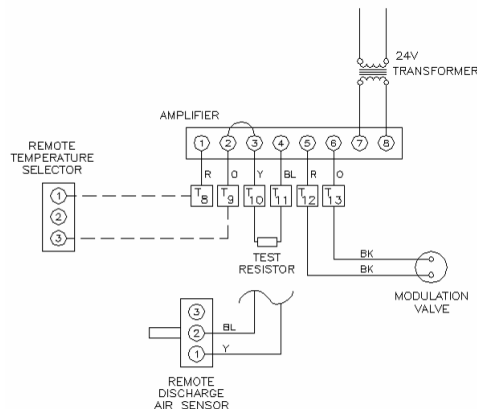 24V
TRANSFORMER
AMPLIFIER
1 2 3 4 5 6 7 8
REMOTE
TEMPERATURE
SELECTOR
R O Y BL R O
1
2
3
T8 T9 T10 T11 T12 T13
TEST
RESISTOR
BK
BK
MODULATION
VALVE
3
2 BL
1 Y
REMOTE
DISCHARGE
AIR SENSOR